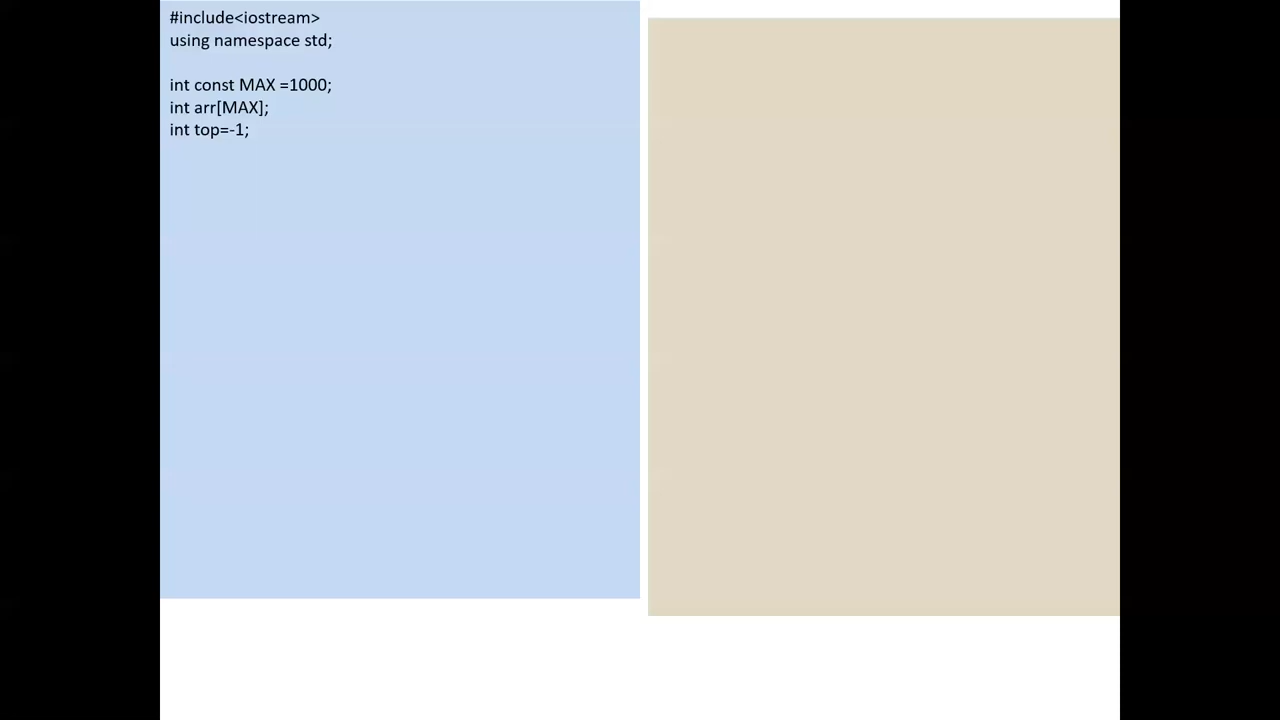 #include<iostream>
using namespace std;
int const MAX =1000;
int arr[MAX];
int top=-1;